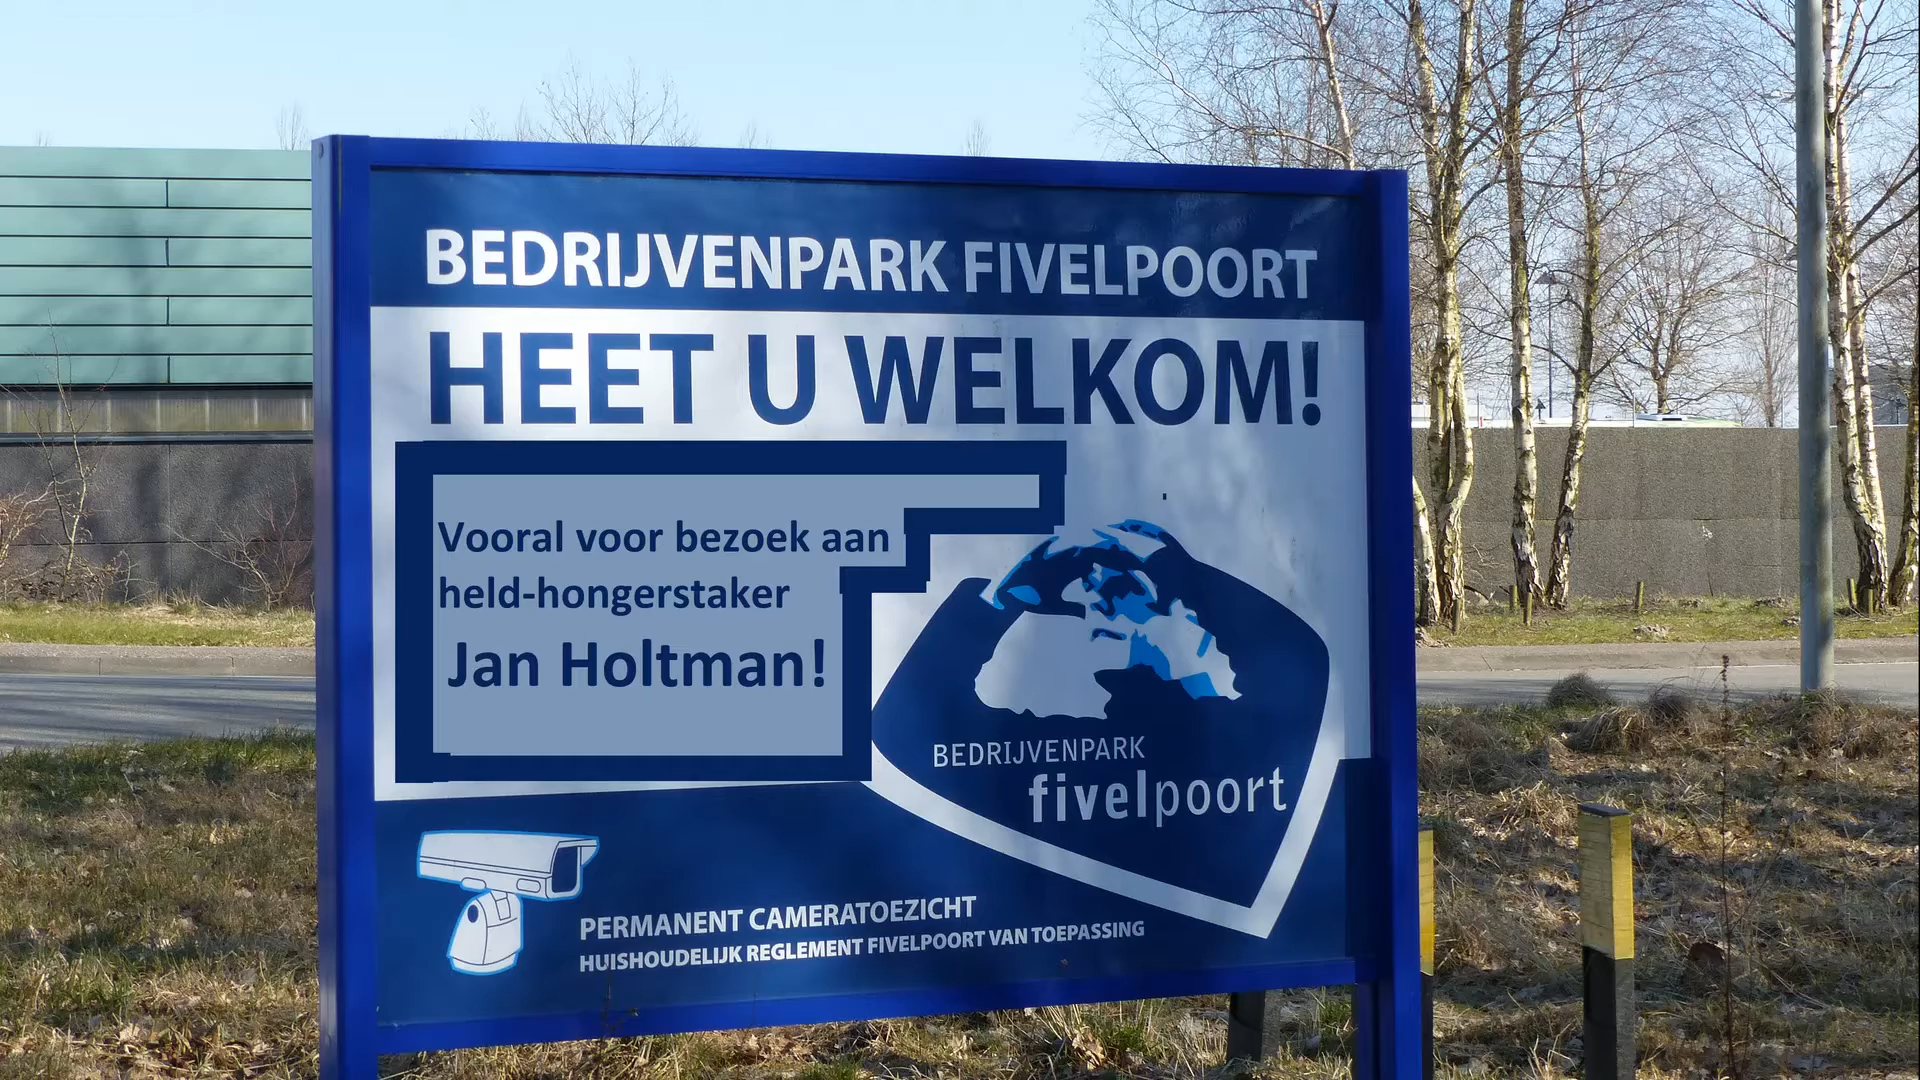 BEDRIJVENPARK FIVELPOORT
HEET U WELKOM!
Vooral voor bezoek aan
held-hongerstaker
Jan Holtman!
BEDRIJVENPARK
fivelpoort
PERMANENT CAMERATOEZICHT
HUISHOUDELIJK REGLEMENT FIVELPOORT VAN TOEPASSING